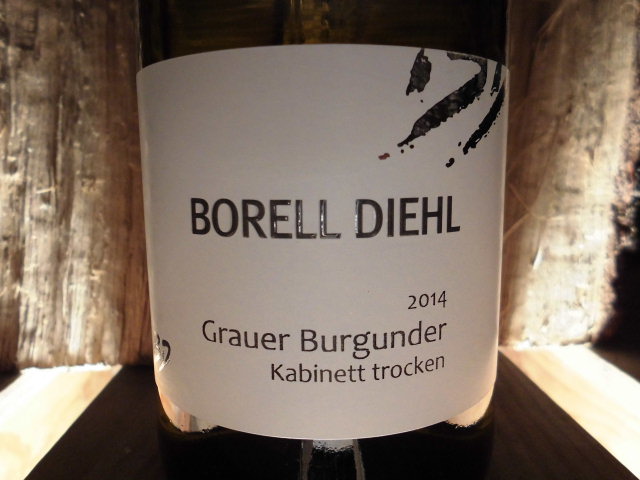 BORELL DIEHL
2014
Grauer Burgunder
Kabinett trocken